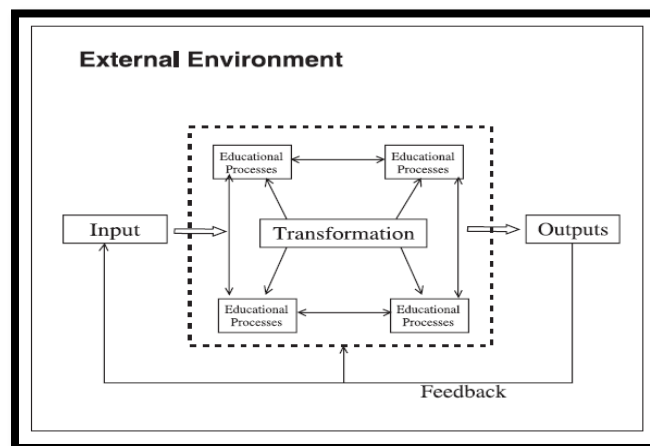 External Environment
Educational
Processes
Educational
Processes
Input
Transformation
Outputs
Educational
Processes
Educational
Processes
Feedback